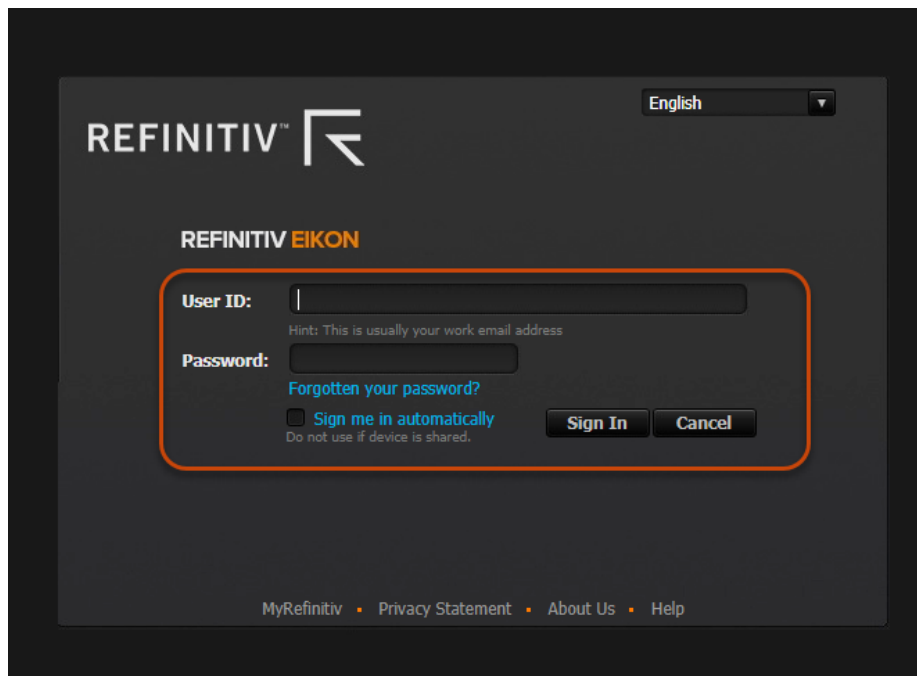 English
REFINITIV™
REFINITIV EIKON
User ID:
Hint: This is usually your work email address
Password:
Forgotten your password?
Sign me in automatically
Do not use if device is shared.
Sign In Cancel
MyRefinitiv ▪ Privacy Statement ▪ About Us ▪ Help